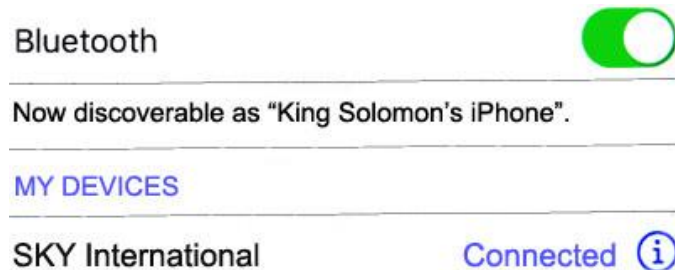 Bluetooth
Now discoverable as “King Solomon’s iPhone”.
MY DEVICES
SKY International Connected